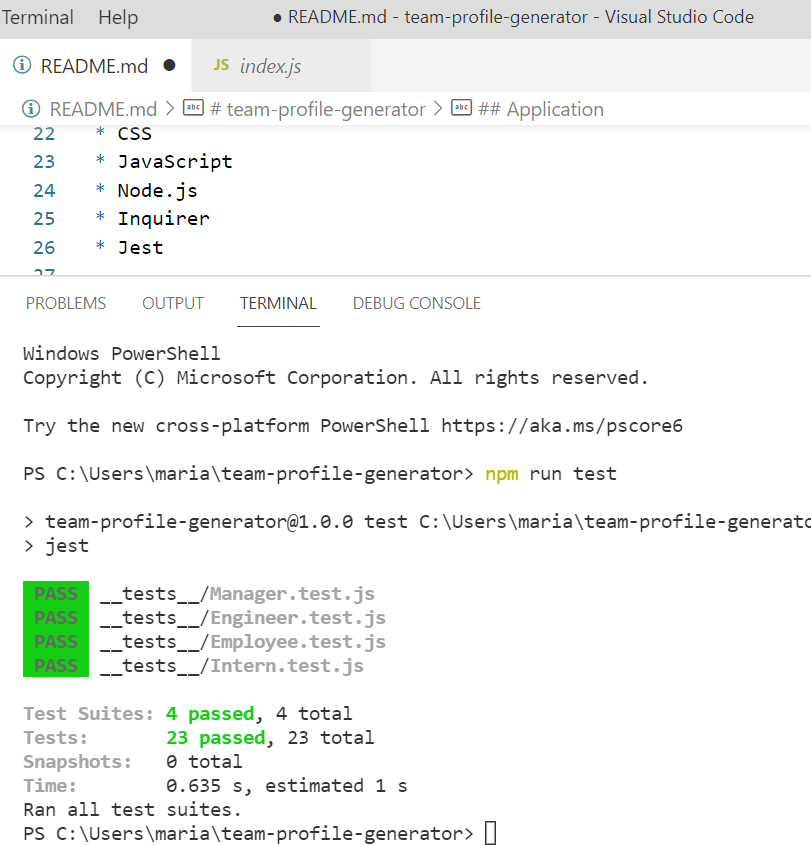 Terminal Help ● README.md - team-profile-generator - Visual Studio Code
README.md ● JS index.js
README.md > abc # team-profile-generator > abc ## Application
22 * CSS
23 * JavaScript
24 * Node.js
25 * Inquirer
26 * Jest
27
PROBLEMS OUTPUT TERMINAL DEBUG CONSOLE
Windows PowerShell
Copyright (C) Microsoft Corporation. All rights reserved.
Try the new cross-platform PowerShell https://aka.ms/pscore6
PS C:\Users\maria\team-profile-generator> npm run test
> team-profile-generator@1.0.0 test C:\Users\maria\team-profile-generato
> jest
PASS __tests__/Manager.test.js
PASS __tests__/Engineer.test.js
PASS __tests__/Employee.test.js
PASS __tests__/Intern.test.js
Test Suites: 4 passed, 4 total
Tests: 23 passed, 23 total
Snapshots: 0 total
Time: 0.635 s, estimated 1 s
Ran all test suites.
PS C:\Users\maria\team-profile-generator>